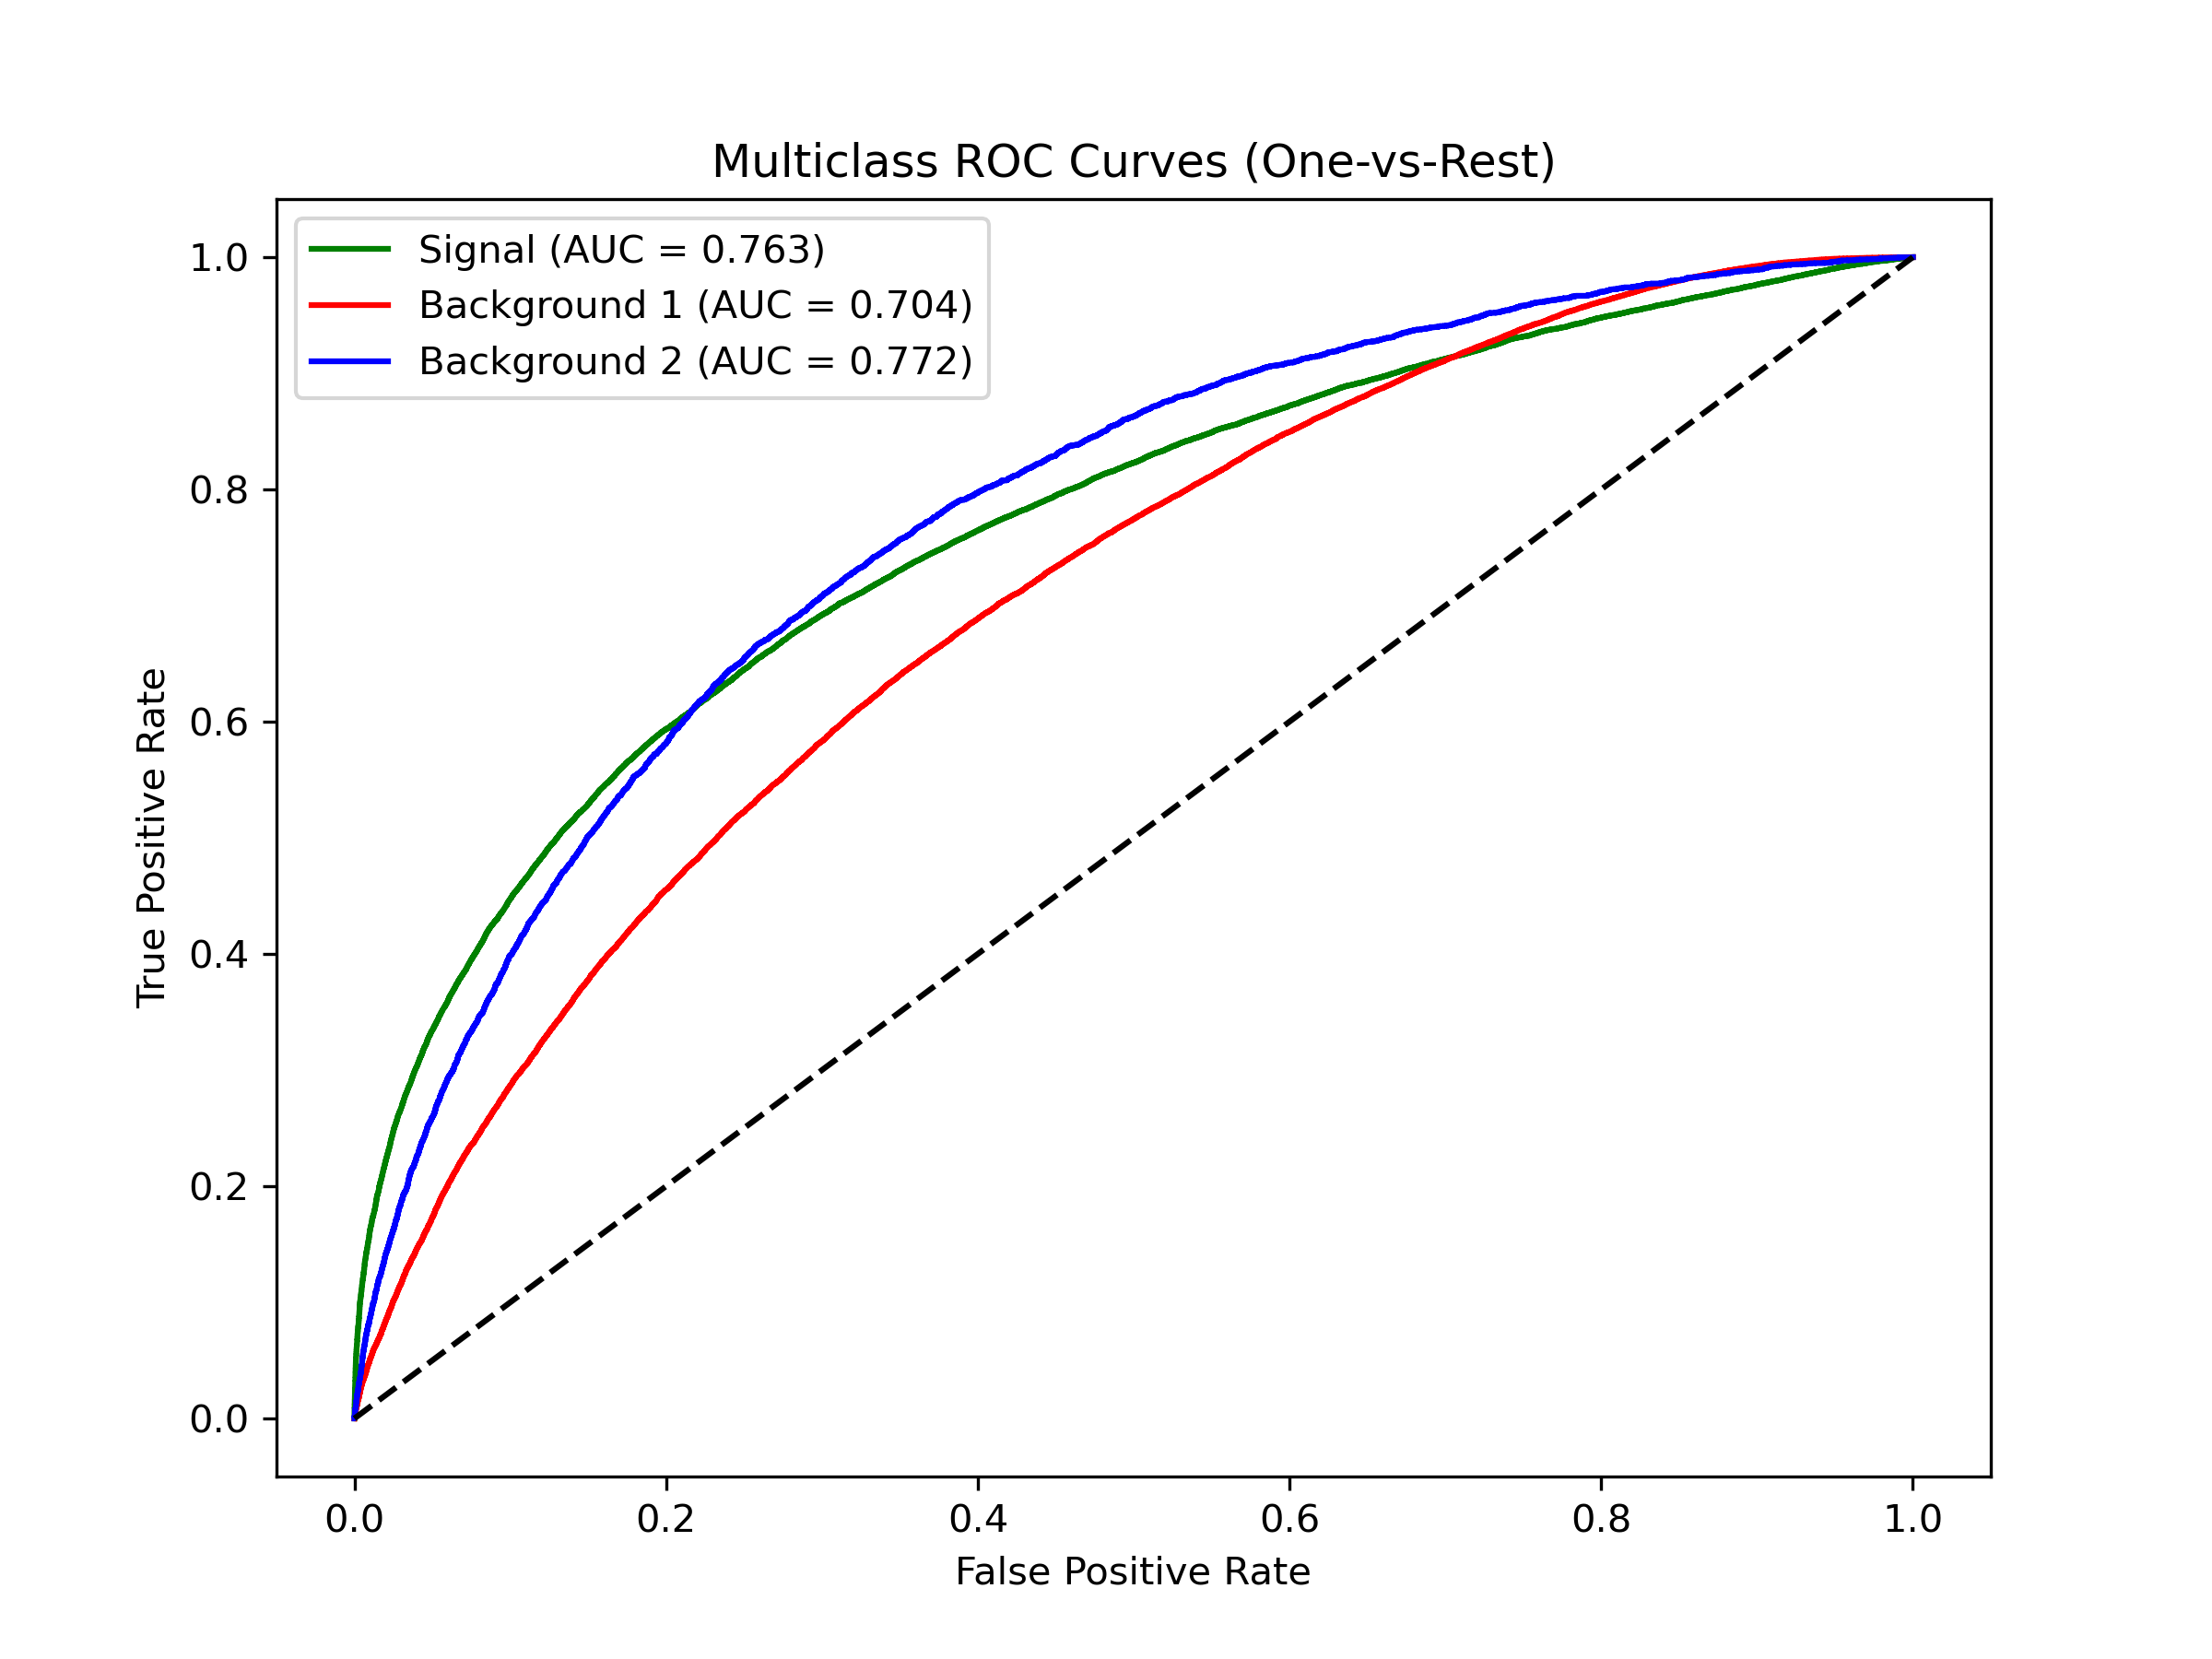 Multiclass ROC Curves (One-vs-Rest)
Signal (AUC = 0.763)
Background 1 (AUC = 0.704)
Background 2 (AUC = 0.772)
True Positive Rate
1.0
0.8
0.6
0.4
0.2
0.0
0.0 0.2 0.4 0.6 0.8 1.0
False Positive Rate